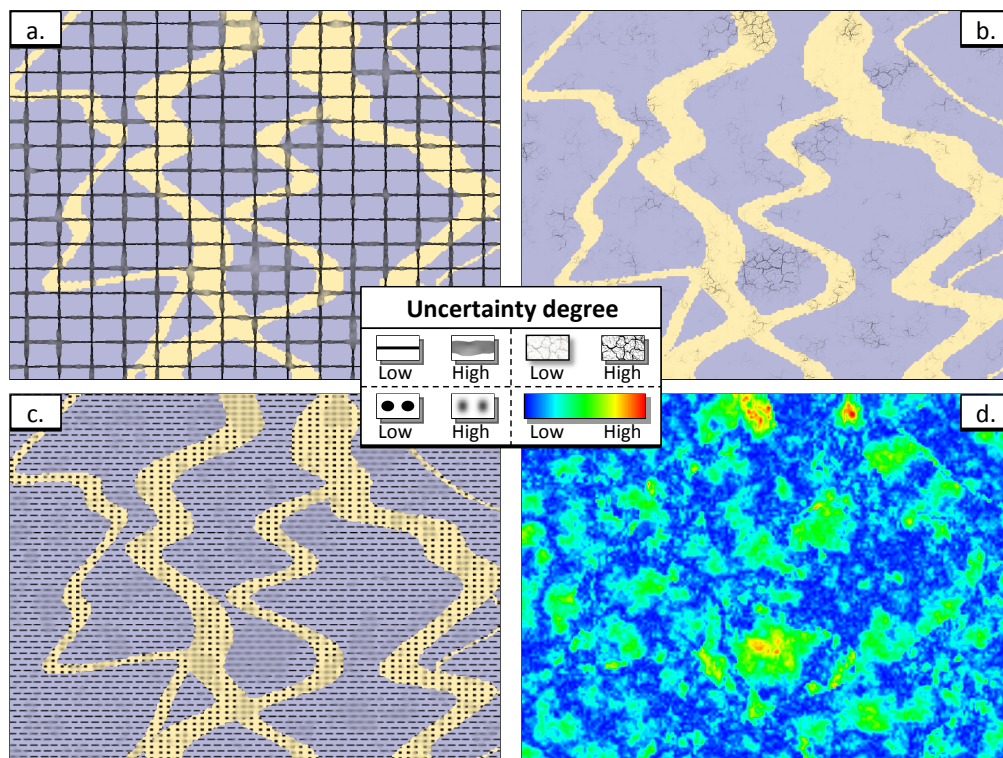 a.
b.
Uncertainty degree
Low High Low High
Low High Low High
c.
d.